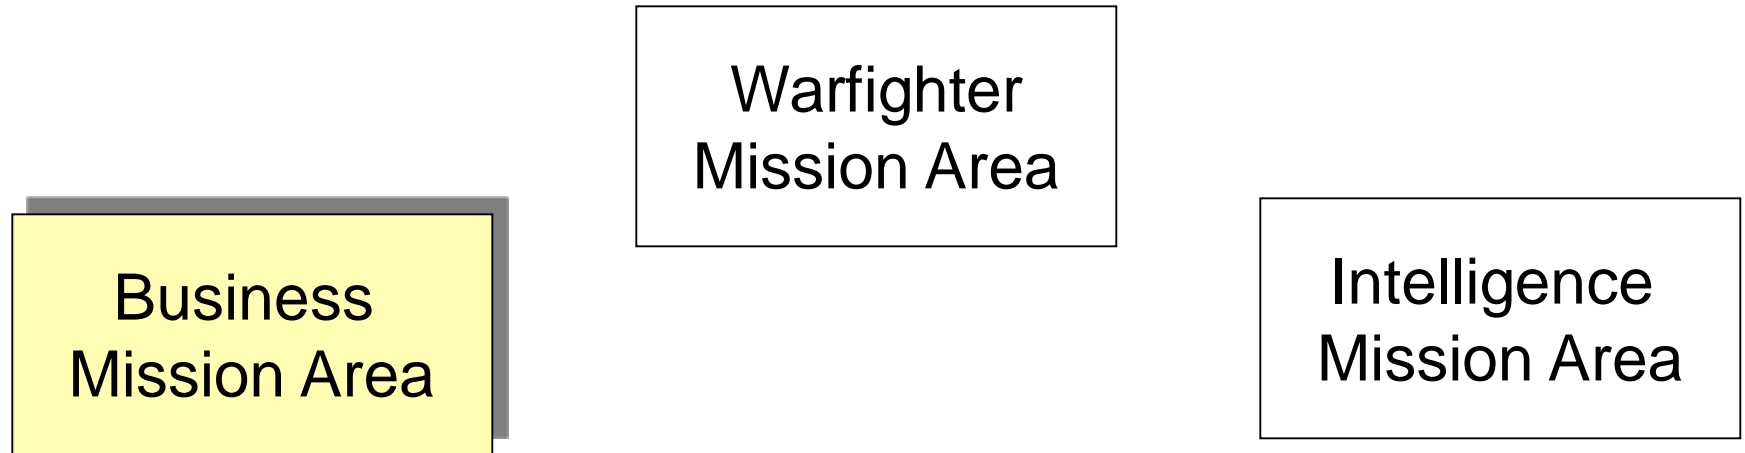 Warfighter
Mission Area
Business
Mission Area
Intelligence
Mission Area